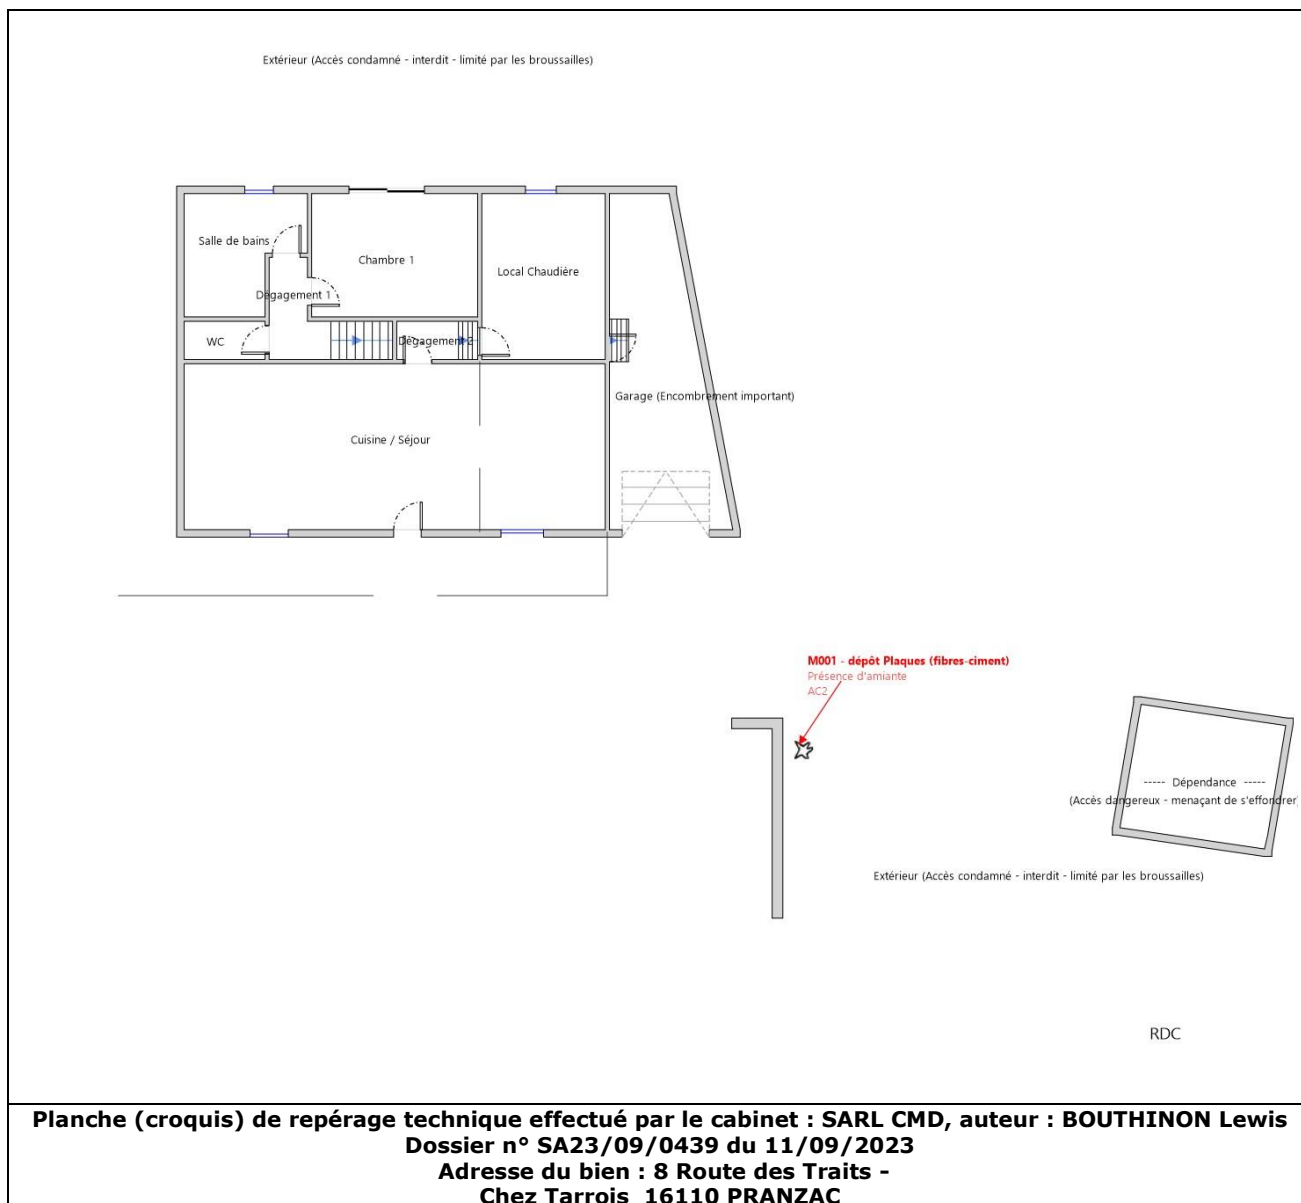 Extérieur (Accès condamné - interdit - limité par les broussailles)
Salle de bains
Chambre 1
Local Chaudière
Dégagement 1
WC
Dégagement 2
Garage (Encombrement important)
Cuisine / Séjour
M001 - dépôt Plaques (fibres-ciment)
Présence d'amiante
AC2
----- Dépendance -----
(Accès dangereux - menaçant de s'effondrer)
Extérieur (Accès condamné - interdit - limité par les broussailles)
RDC
Planche (croquis) de repérage technique effectué par le cabinet : SARL CMD, auteur : BOUTHINON Lewis
Dossier n° SA23/09/0439 du 11/09/2023
Adresse du bien : 8 Route des Traits -
Chez Tarrois 16110 PRANZAC